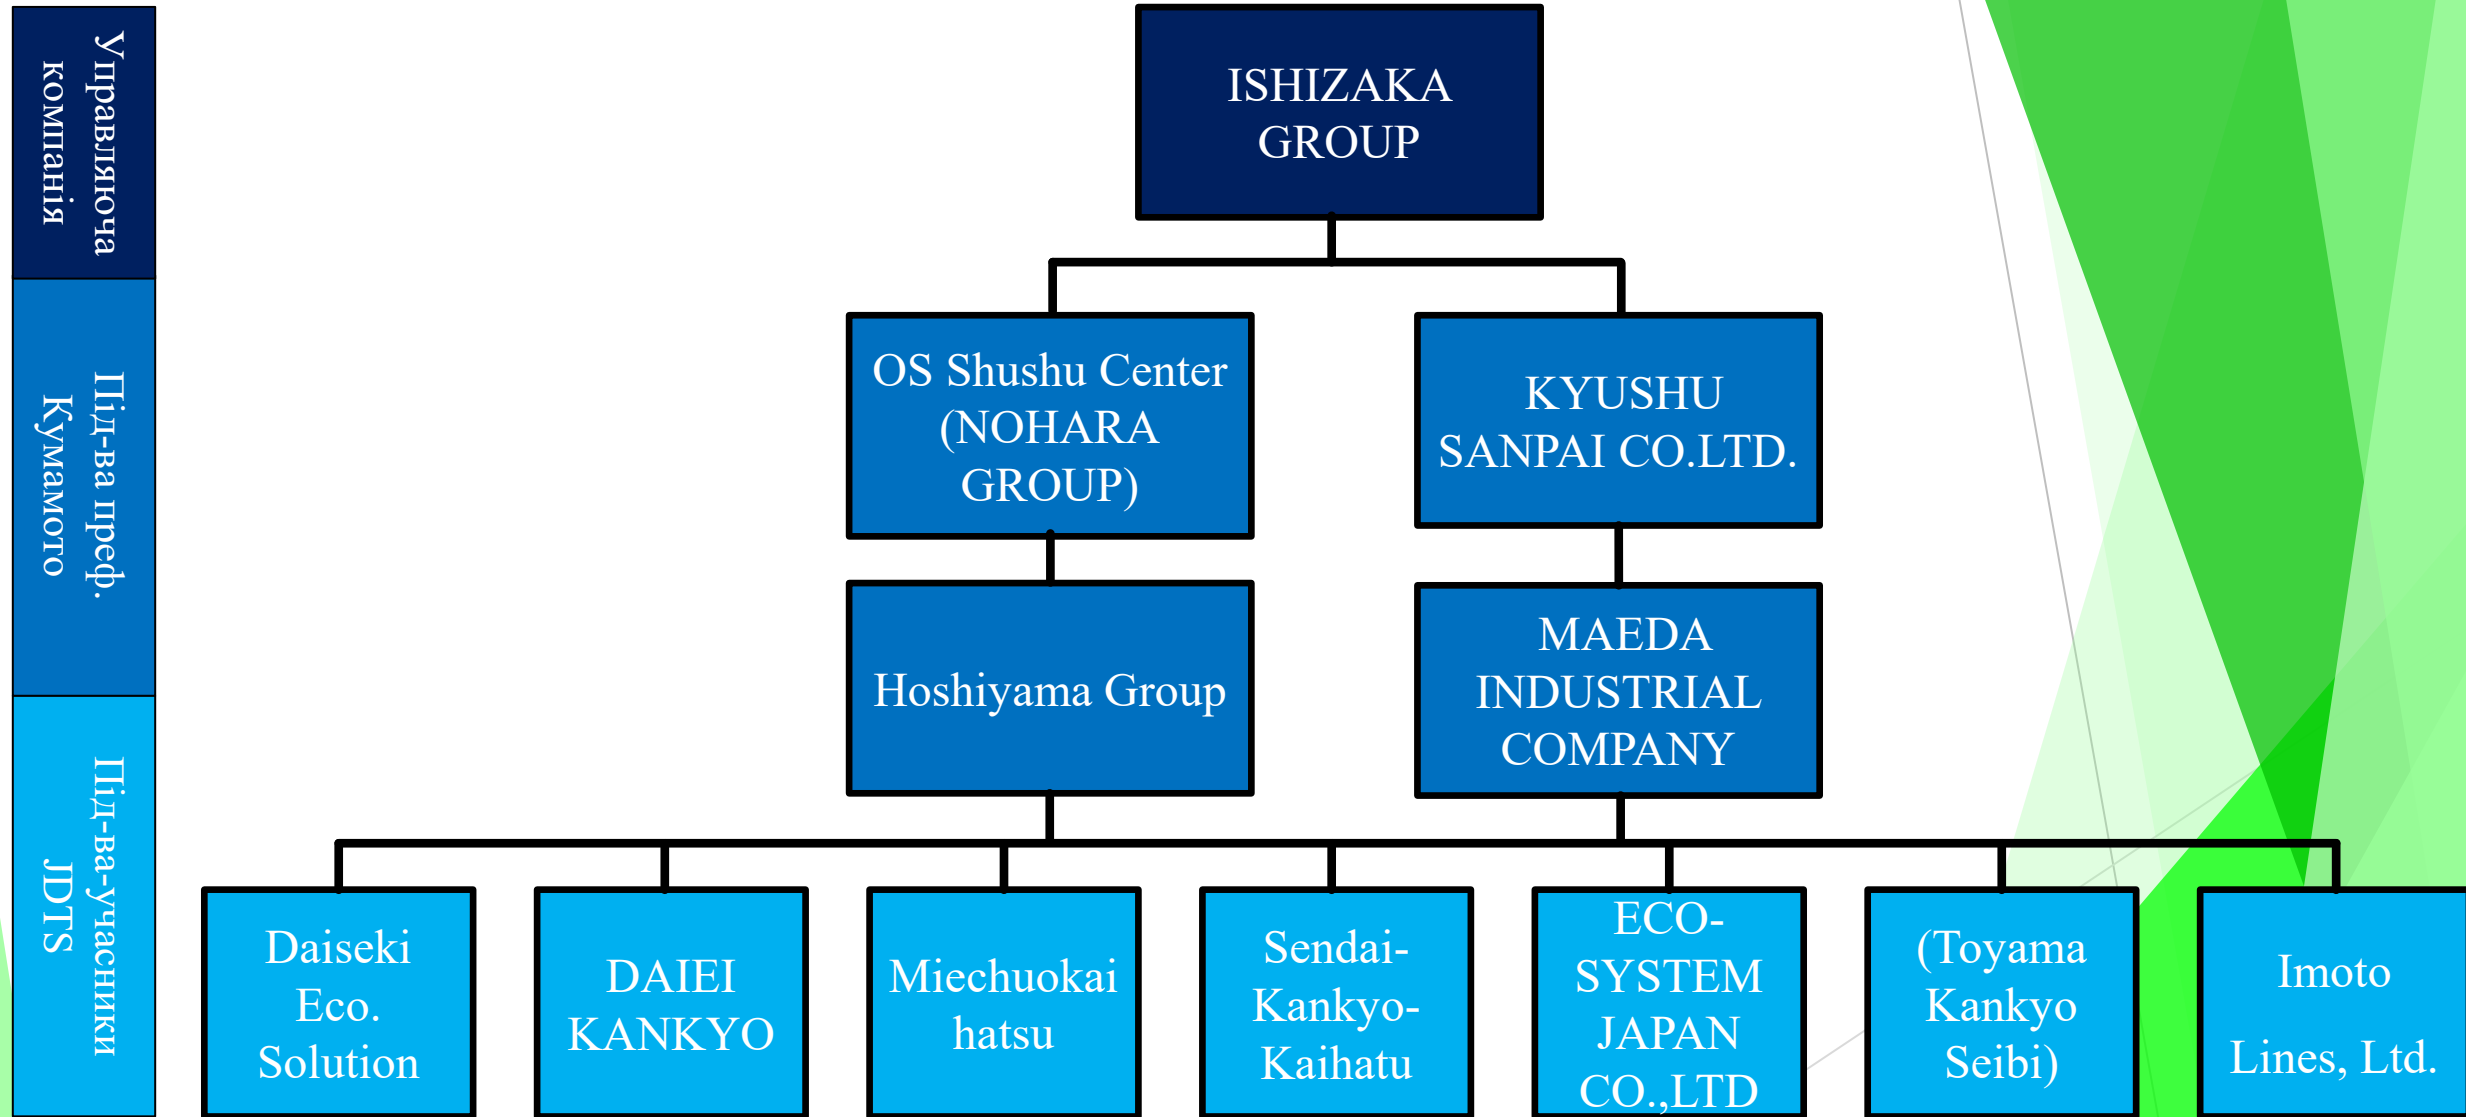 Управляюча
компанія
ISHIZAKA
GROUP
Під-ва преф.
Кумамото
OS Shushu Center
(NOHARA
GROUP)
KYUSHU
SANPAI CO.LTD.
Hoshiyama Group
MAEDA
INDUSTRIAL
COMPANY
Під-ва-учасники
JDTS
Daiseki
Eco.
Solution
DAIEI
KANKYO
Miechuokai
hatsu
Sendai-
Kankyo-
Kaihatu
ECO-
SYSTEM
JAPAN
CO.,LTD
(Toyama
Kankyo
Seibi)
Imoto
Lines, Ltd.